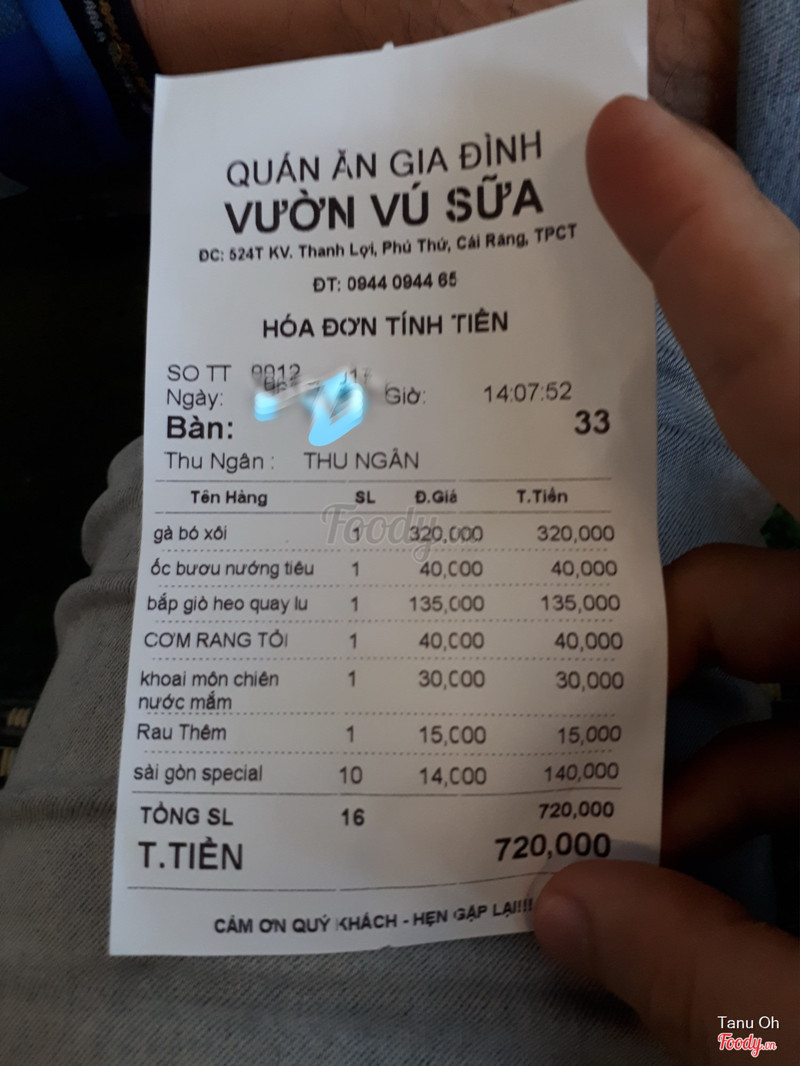 QUÁN ĂN GIA ĐÌNH
VƯỜN VÚ SỮA
ĐC: 524T KV. Thanh Lợi, Phú Thứ, Cái Răng, TPCT
ĐT: 0944 0944 65
HÓA ĐƠN TÍNH TIỀN
SO TT 0012
Ngày: Giờ: 14:07:52
Bàn: 33
Thu Ngân : THU NGÂN
Tên Hàng SL Đ.Giá T.Tiền
gà bó xôi 1 320,000 320,000
ốc bươu nướng tiêu 1 40,000 40,000
bắp giò heo quay lu 1 135,000 135,000
CƠM RANG TỎI 1 40,000 40,000
khoai môn chiên 1 30,000 30,000
nước mắm
Rau Thêm 1 15,000 15,000
sài gòn special 10 14,000 140,000
TỔNG SL 16 720,000
T.TIỀN 720,000
CẢM ƠN QUÝ KHÁCH - HẸN GẶP LẠI!!!
Foody
Tanu Oh
Foody.vn